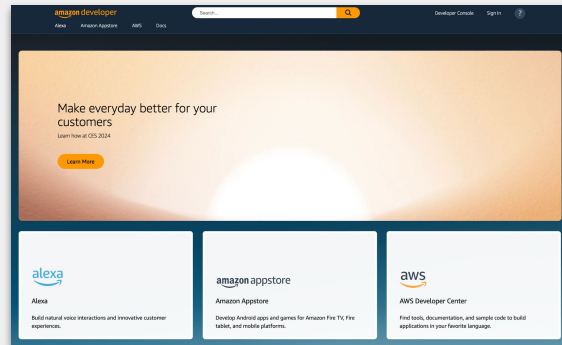 amazon developer
Search...
Developer Console
Sign In
?
Alexa
Amazon Appstore
AWS
Docs
Make everyday better for your
customers
Learn how at CES 2024
Learn More
alexa
Alexa
Build natural voice interactions and innovative customer
experiences.
amazon appstore
Amazon Appstore
Develop Android apps and games for Amazon Fire TV, Fire
tablet, and mobile platforms.
aws
AWS Developer Center
Find tools, documentation, and sample code to build
applications in your favorite language.